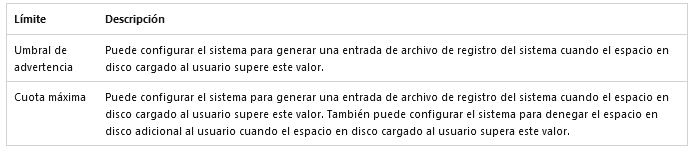 Límite Descripción
Umbral de advertencia Puede configurar el sistema para generar una entrada de archivo de registro del sistema cuando el espacio en
disco cargado al usuario supere este valor.
Cuota máxima Puede configurar el sistema para generar una entrada de archivo de registro del sistema cuando el espacio en
disco cargado al usuario supere este valor. También puede configurar el sistema para denegar el espacio en
disco adicional al usuario cuando el espacio en disco cargado al usuario supera este valor.